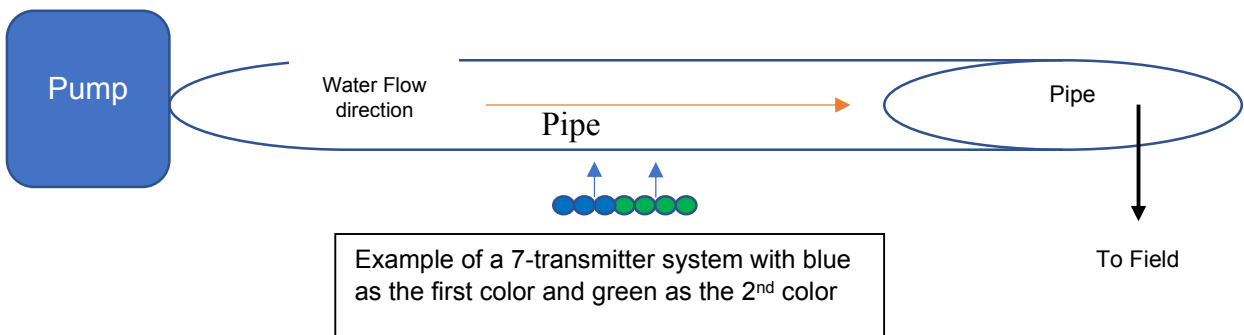 Pump
Water Flow
direction
Pipe
Pipe
To Field
Example of a 7-transmitter system with blue
as the first color and green as the 2nd color